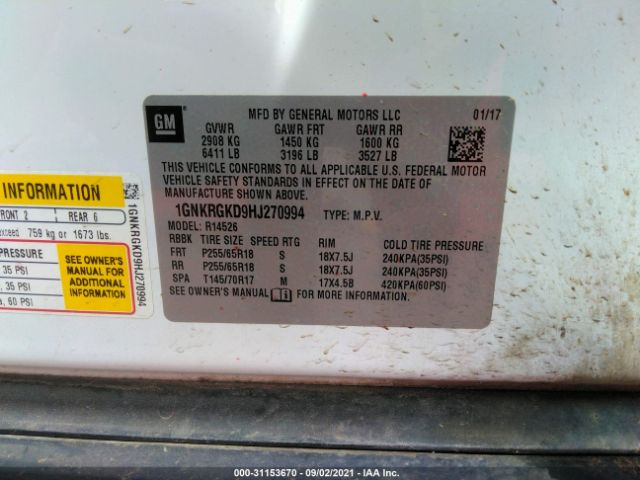 GM
MFD BY GENERAL MOTORS LLC 01/17
GVWR GAWR FRT GAWR RR
2908 KG 1450 KG 1600 KG
6411 LB 3196 LB 3527 LB
THIS VEHICLE CONFORMS TO ALL APPLICABLE U.S. FEDERAL MOTOR
VEHICLE SAFETY STANDARDS IN EFFECT ON THE DATE OF
MANUFACTURE SHOWN ABOVE.
1GNKRGKD9HJ270994 TYPE: M.P.V.
MODEL: R14526
RBBK TIRE SIZE SPEED RTG RIM COLD TIRE PRESSURE
FRT P255/65R18 S 18X7.5J 240KPA(35PSI)
RR P255/65R18 S 18X7.5J 240KPA(35PSI)
SPA T145/70R17 M 17X4.5B 420KPA(60PSI)
SEE OWNER'S MANUAL FOR MORE INFORMATION.
INFORMATION
FRONT 2 REAR 6
exceed 759 kg or 1673 lbs.
PRESSURE
35 PSI
, 35 PSI
a, 60 PSI
SEE OWNER'S
MANUAL FOR
ADDITIONAL
INFORMATION
1GNKRGKD9HJ270994
000-31153670 - 09/02/2021 - IAA Inc.